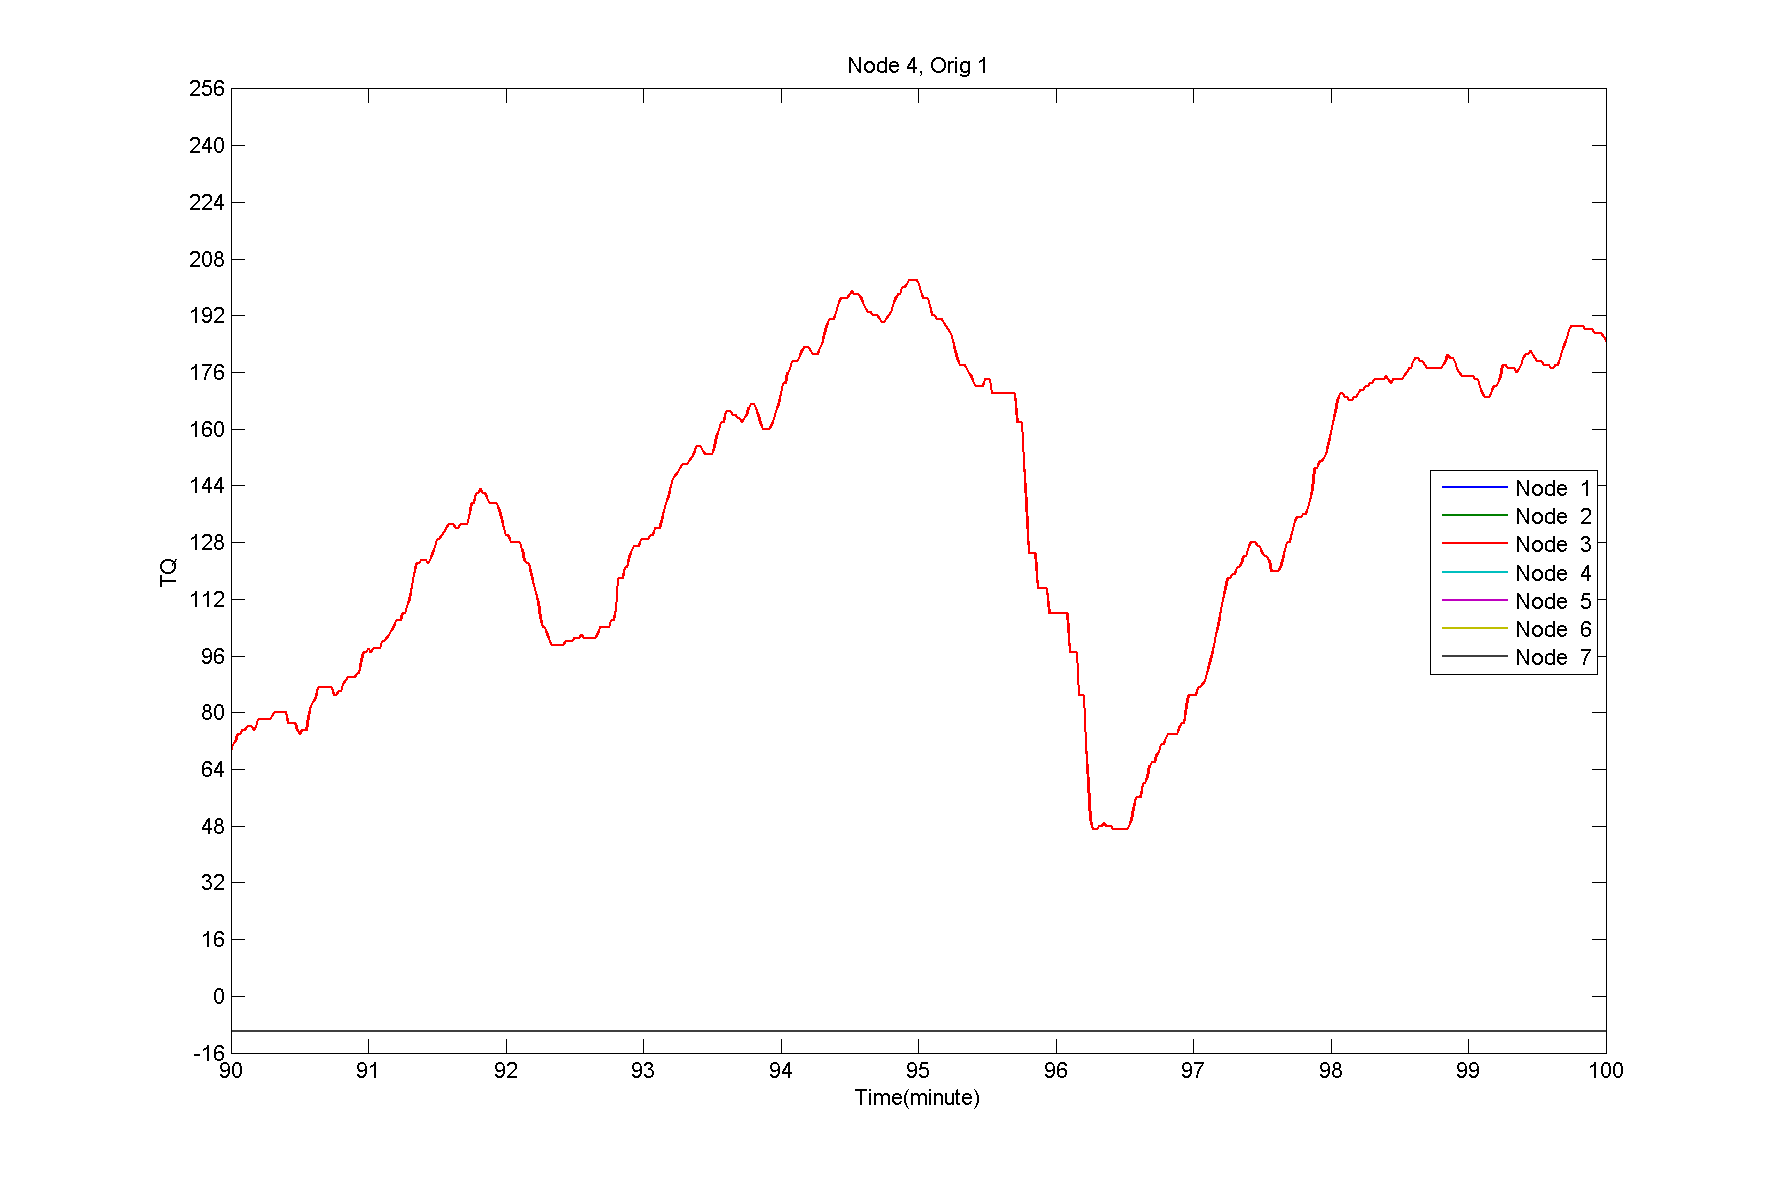 Node 4, Orig 1
256
240
224
208
192
176
160
144
128
112
96
80
64
48
32
16
0
-16
TQ
90 91 92 93 94 95 96 97 98 99 100
Time(minute)
Node 1
Node 2
Node 3
Node 4
Node 5
Node 6
Node 7